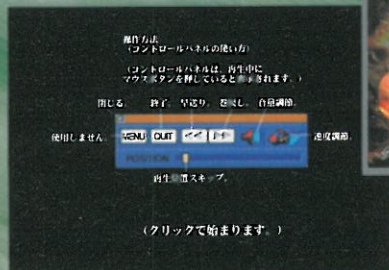 操作方法
(コントロールパネルの使い方)
(コントロールパネルは、再生中に
マウスボタンを押していると表示されます。)
閉じる。 終了。 早送り。 巻戻し。 音量調節。
使用しません。 MENU QUIT 速度調節。
POSITION
再生位置スキップ。
(クリックで始まります。)